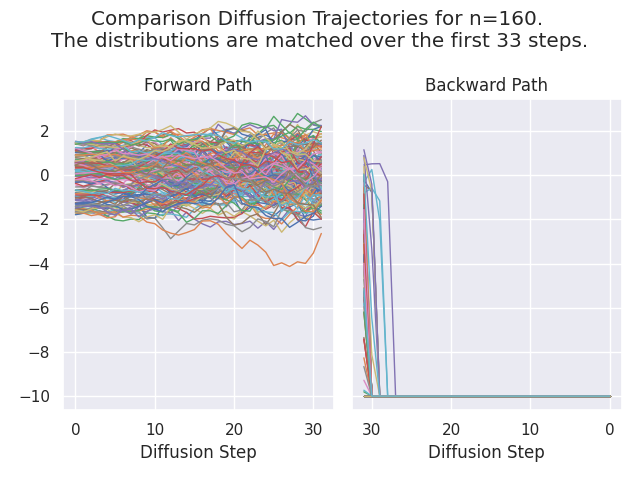 Comparison Diffusion Trajectories for n=160.
The distributions are matched over the first 33 steps.
Forward Path
Backward Path
2
0
−2
−4
−6
−8
−10
0 10 20 30
30 20 10 0
Diffusion Step
Diffusion Step